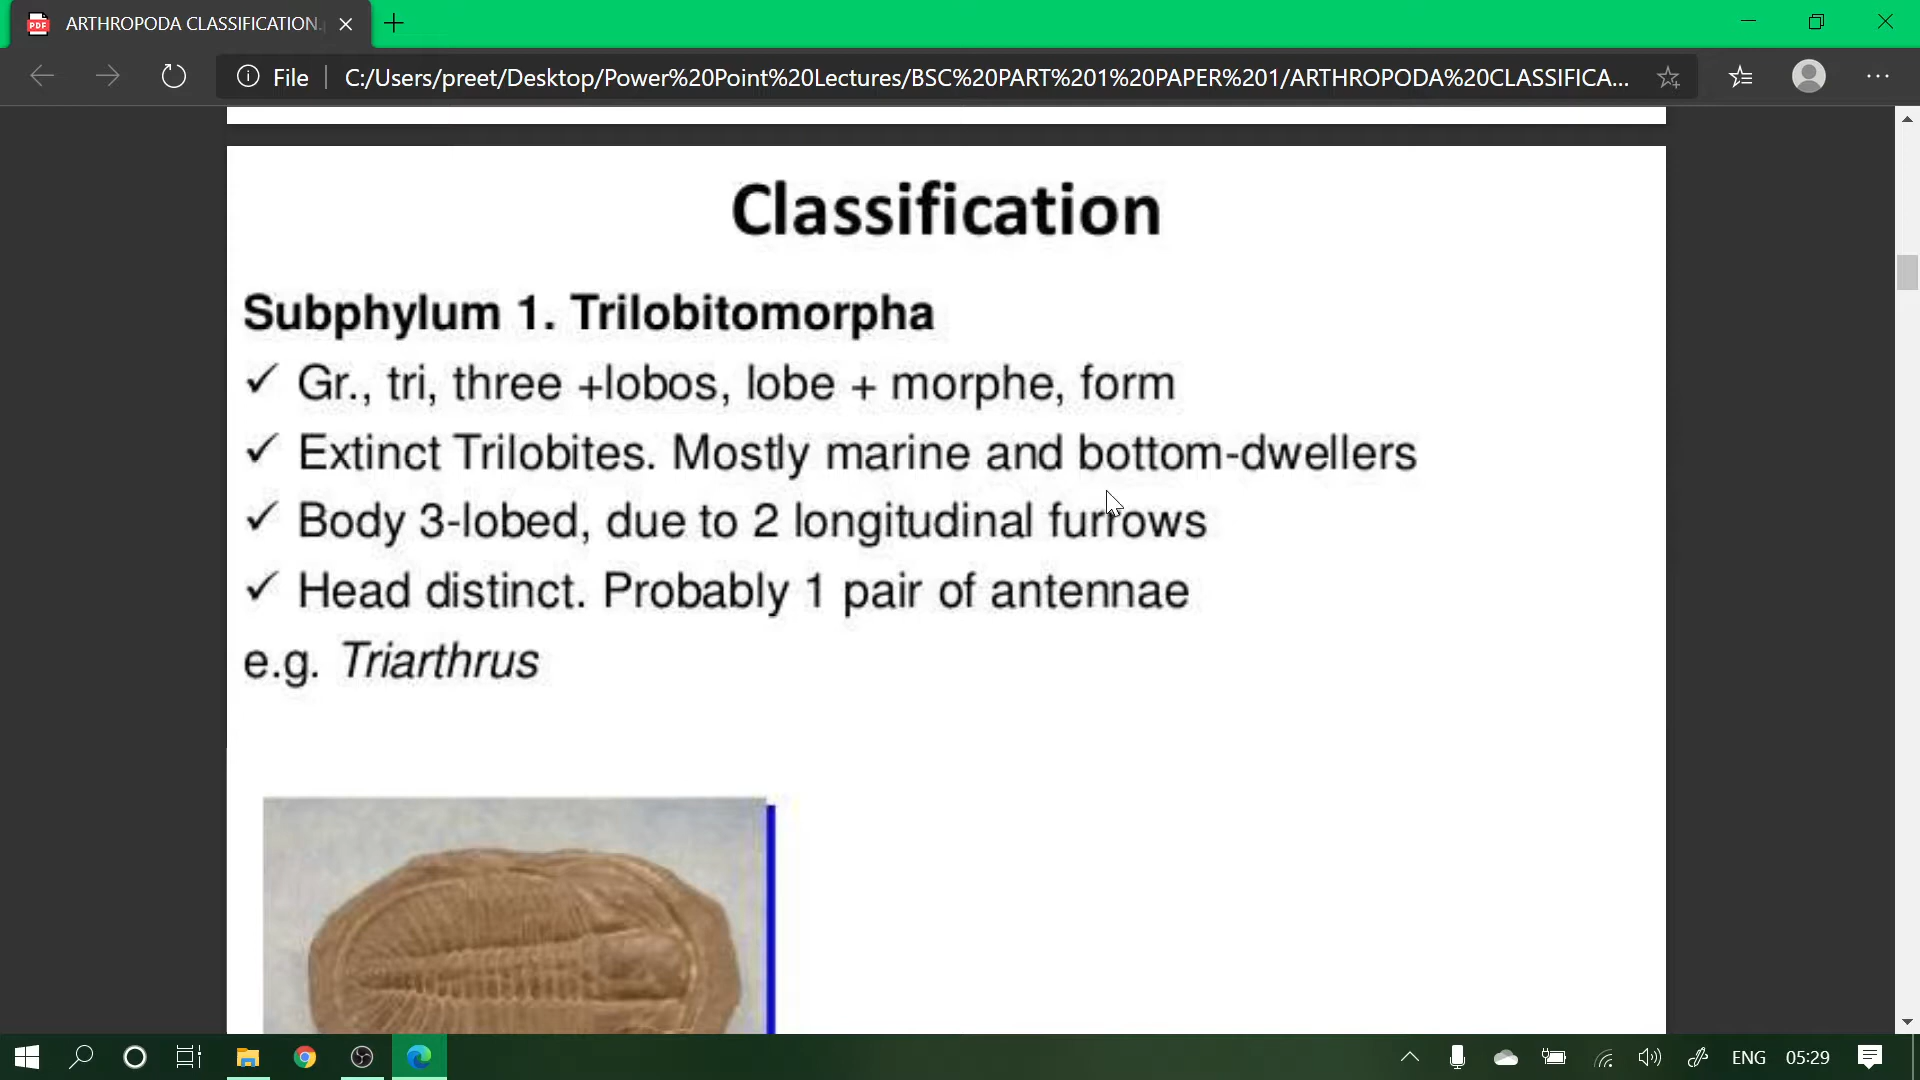 ARTHROPODA CLASSIFICATION.
File
C:/Users/preet/Desktop/Power%20Point%20Lectures/BSC%20PART%201%20PAPER%201/ARTHROPODA%20CLASSIFICA...
Classification
Subphylum 1. Trilobitomorpha
✓ Gr., tri, three +lobos, lobe + morphe, form
✓ Extinct Trilobites. Mostly marine and bottom-dwellers
✓ Body 3-lobed, due to 2 longitudinal furrows
✓ Head distinct. Probably 1 pair of antennae
e.g. Triarthrus
ENG 05:29